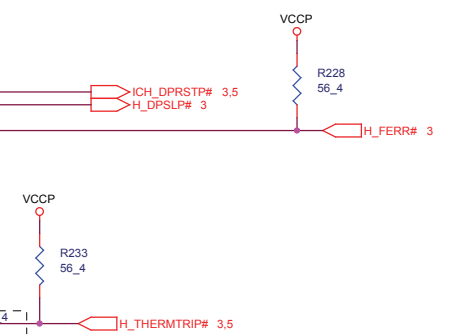 VCCP
R228
56_4
ICH_DPRSTP# 3,5
H_DPSLP# 3
H_FERR# 3
VCCP
R233
56_4
4
H_THERMTRIP# 3,5